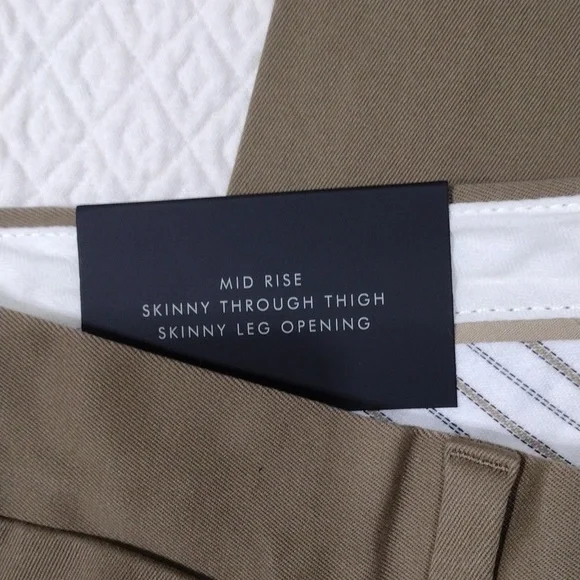 MID RISE
SKINNY THROUGH THIGH
SKINNY LEG OPENING